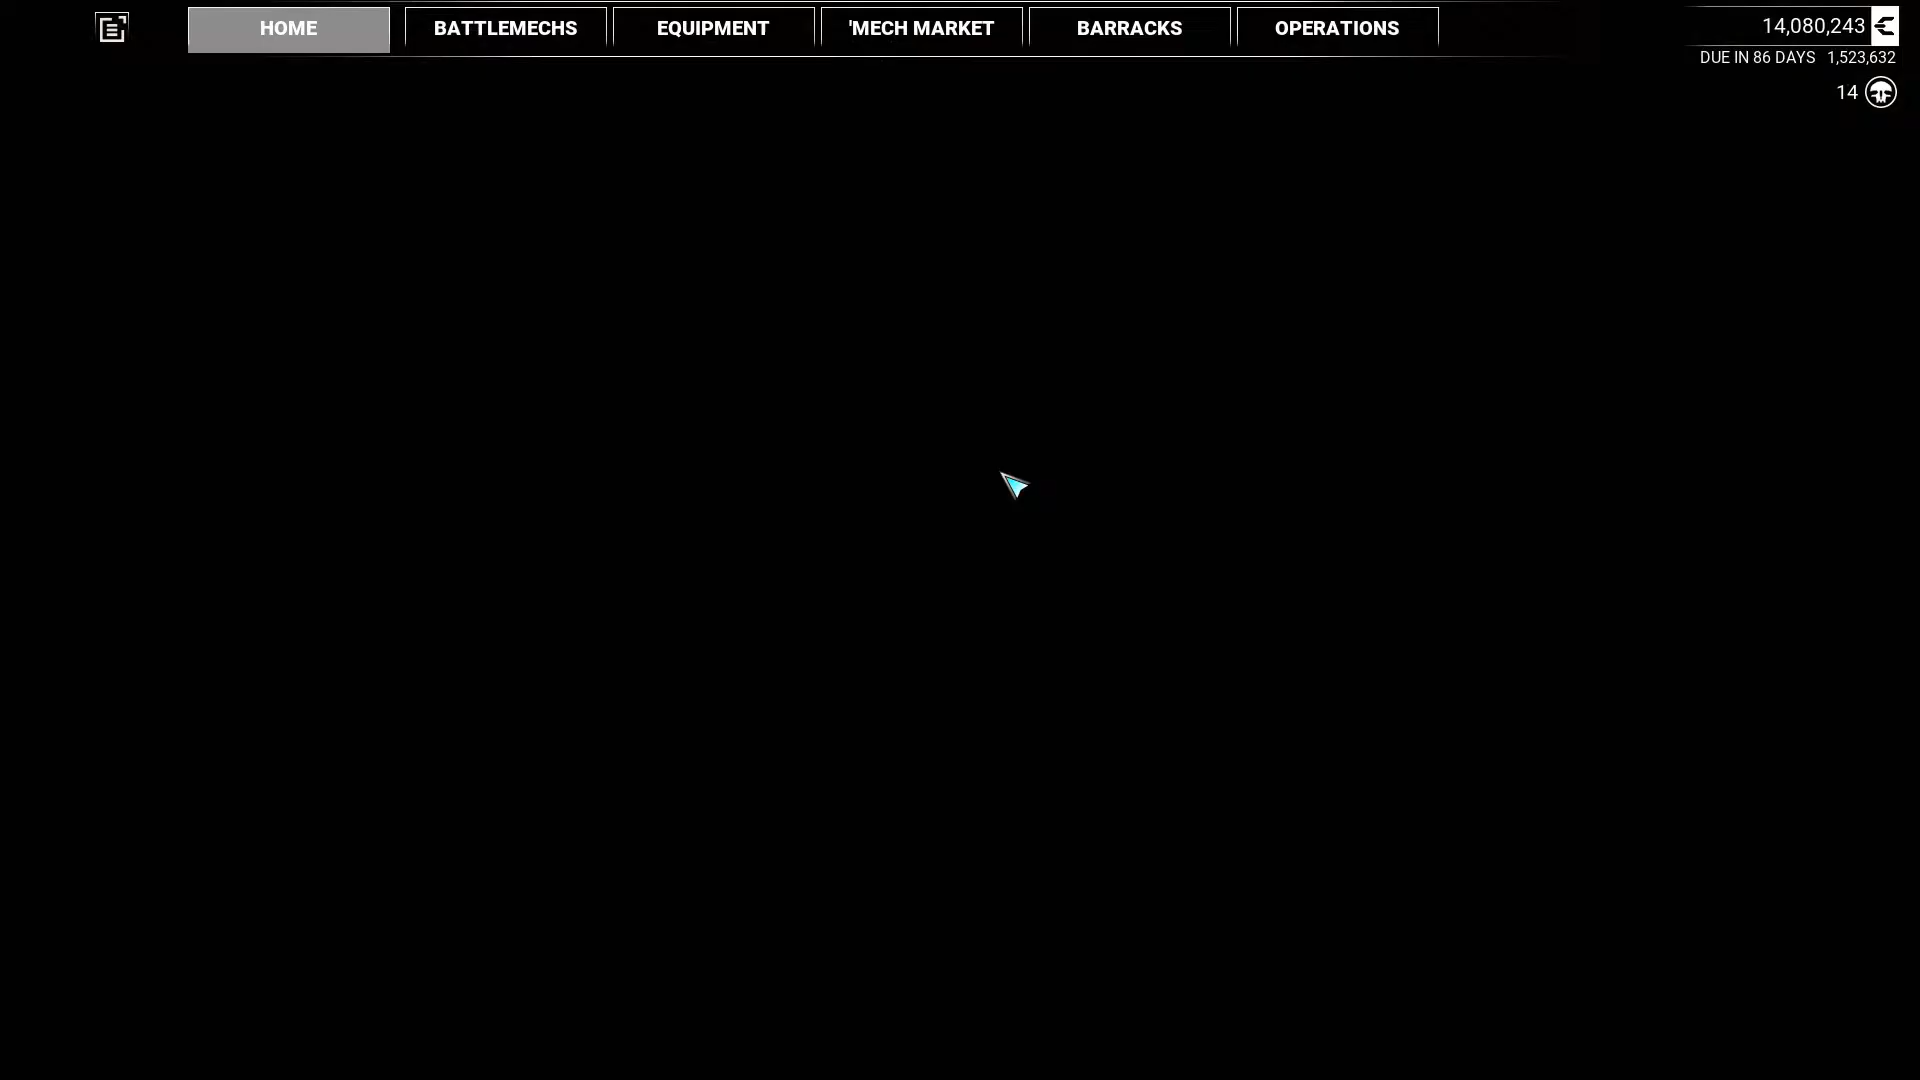 HOME
BATTLEMECHS
EQUIPMENT
'MECH MARKET
BARRACKS
OPERATIONS
14,080,243
DUE IN 86 DAYS 1,523,632
14